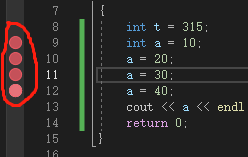 7 {
8 int t = 315;
9 int a = 10;
10 a = 20;
11 a = 30;
12 a = 40;
13 cout << a << endl
14 return 0;
15 }